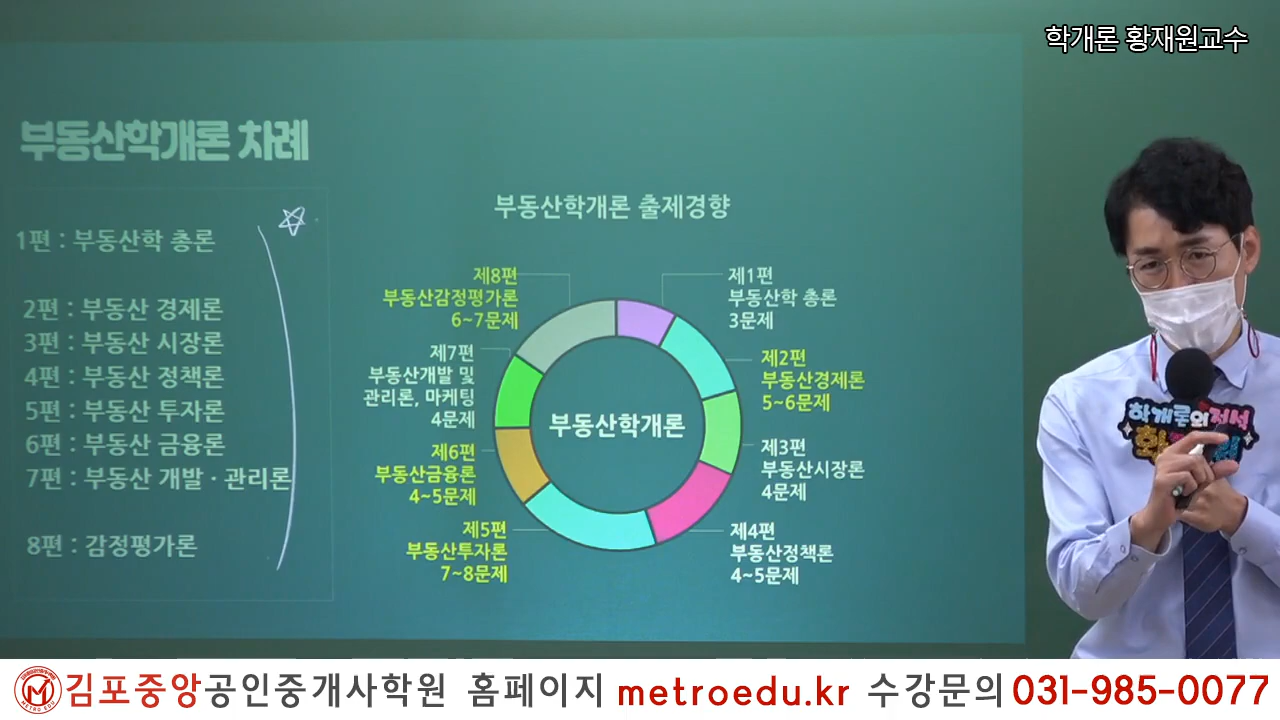 학개론 황재원교수
부동산학개론 차례
1편 : 부동산학 총론
2편 : 부동산 경제론
3편 : 부동산 시장론
4편 : 부동산 정책론
5편 : 부동산 투자론
6편 : 부동산 금융론
7편 : 부동산 개발 · 관리론
8편 : 감정평가론
부동산학개론 출제경향
제8편
부동산감정평가론
6~7문제
제1편
부동산학 총론
3문제
제7편
부동산개발 및
관리론, 마케팅
4문제
제2편
부동산경제론
5~6문제
부동산학개론
제6편
부동산금융론
4~5문제
제3편
부동산시장론
4문제
제5편
부동산투자론
7~8문제
제4편
부동산정책론
4~5문제
학개론의 정석
METRO EDU
김포중앙공인중개사학원 홈페이지 metroedu.kr 수강문의 031-985-0077